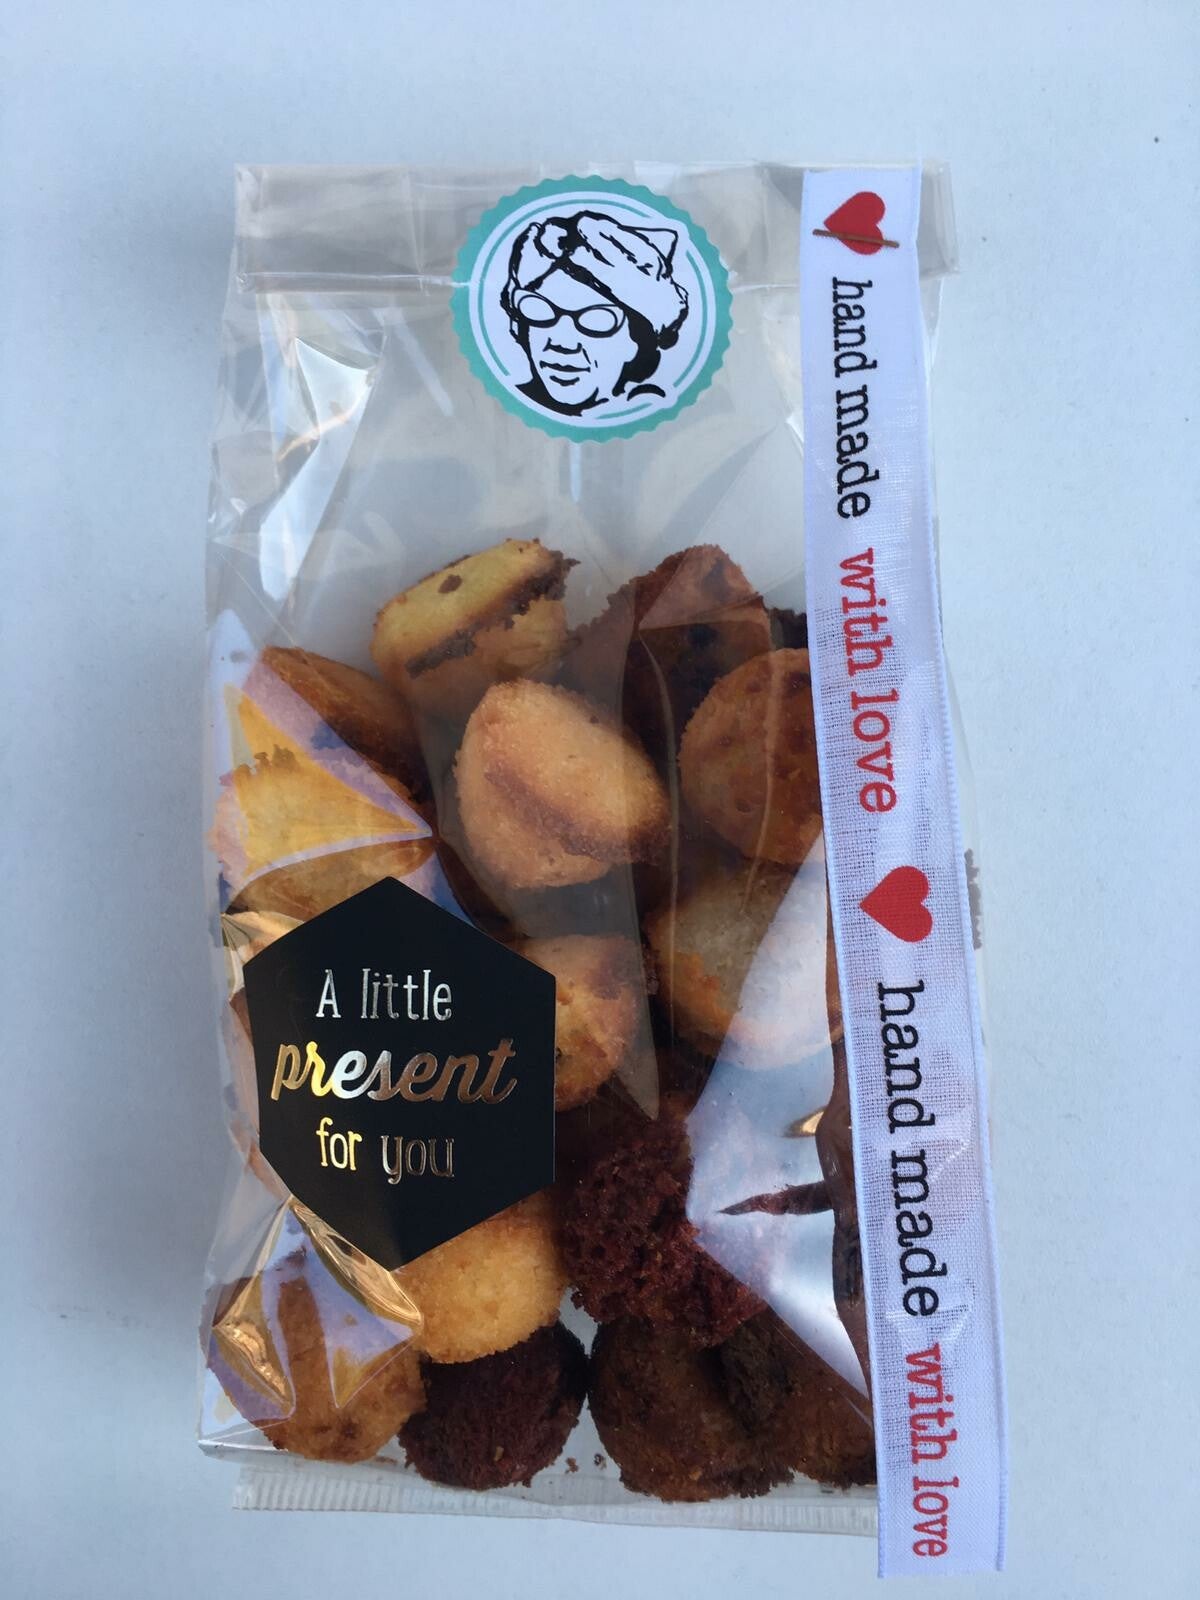 hand made with love hand made with love
A little
present
for you